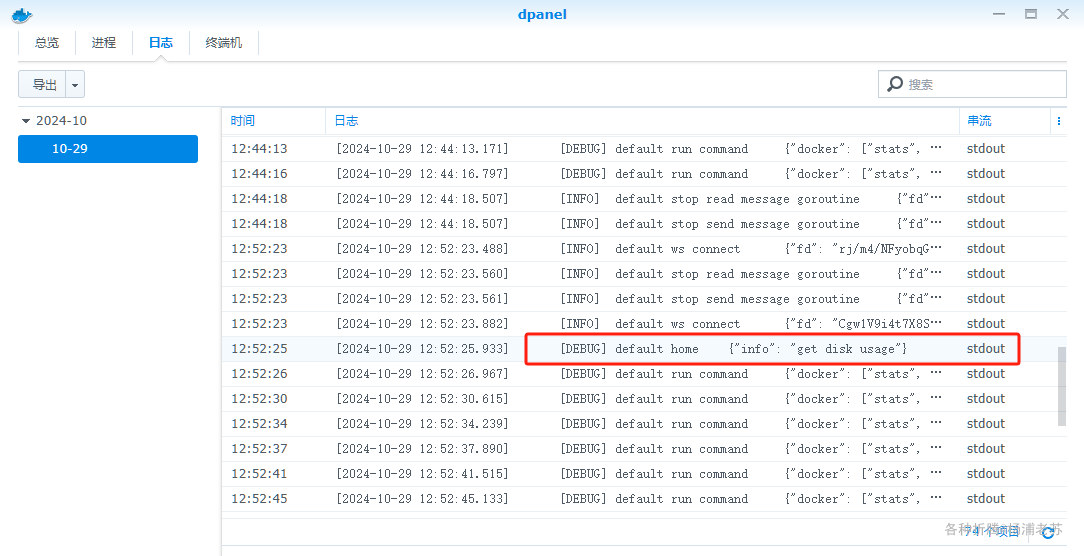 dpanel
总览 进程 日志 终端机
导出 搜索
2024-10
10-29
时间 日志 串流
12:44:13 [2024-10-29 12:44:13.171] [DEBUG] default run command {"docker": ["stats", ··· stdout
12:44:16 [2024-10-29 12:44:16.797] [DEBUG] default run command {"docker": ["stats", ··· stdout
12:44:18 [2024-10-29 12:44:18.507] [INFO] default stop read message goroutine {"fd"··· stdout
12:44:18 [2024-10-29 12:44:18.507] [INFO] default stop send message goroutine {"fd"··· stdout
12:52:23 [2024-10-29 12:52:23.488] [INFO] default ws connect {"fd": "rj/m4/NFyobqG··· stdout
12:52:23 [2024-10-29 12:52:23.560] [INFO] default stop read message goroutine {"fd"··· stdout
12:52:23 [2024-10-29 12:52:23.561] [INFO] default stop send message goroutine {"fd"··· stdout
12:52:23 [2024-10-29 12:52:23.882] [INFO] default ws connect {"fd": "Cgw1V9i4t7X8S··· stdout
12:52:25 [2024-10-29 12:52:25.933] [DEBUG] default home {"info": "get disk usage"} stdout
12:52:26 [2024-10-29 12:52:26.967] [DEBUG] default run command {"docker": ["stats", ··· stdout
12:52:30 [2024-10-29 12:52:30.615] [DEBUG] default run command {"docker": ["stats", ··· stdout
12:52:34 [2024-10-29 12:52:34.239] [DEBUG] default run command {"docker": ["stats", ··· stdout
12:52:37 [2024-10-29 12:52:37.890] [DEBUG] default run command {"docker": ["stats", ··· stdout
12:52:41 [2024-10-29 12:52:41.515] [DEBUG] default run command {"docker": ["stats", ··· stdout
12:52:45 [2024-10-29 12:52:45.133] [DEBUG] default run command {"docker": ["stats", ··· stdout
74 个项目
各种折腾@杨浦老苏